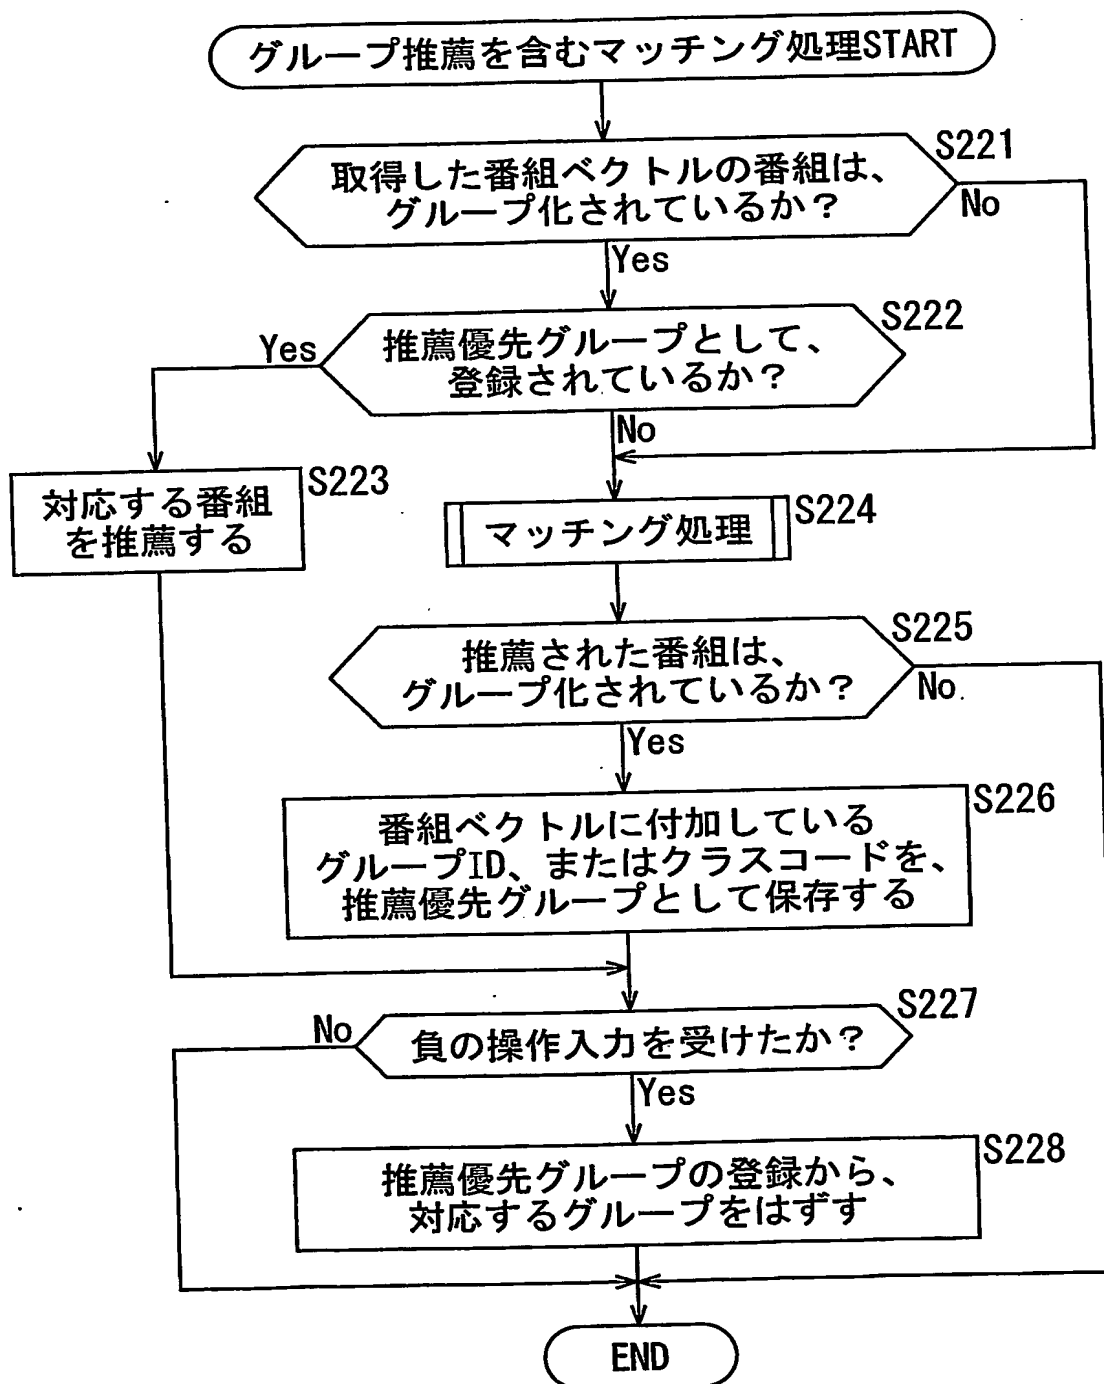 グループ推薦を含むマッチング処理START
S221
取得した番組ベクトルの番組は、
グループ化されているか？
No
Yes
S222
推薦優先グループとして、
登録されているか？
Yes
No
S223
対応する番組
を推薦する
S224
マッチング処理
S225
推薦された番組は、
グループ化されているか？
No
Yes
S226
番組ベクトルに付加している
グループID、またはクラスコードを、
推薦優先グループとして保存する
S227
負の操作入力を受けたか？
No
Yes
S228
推薦優先グループの登録から、
対応するグループをはずす
END